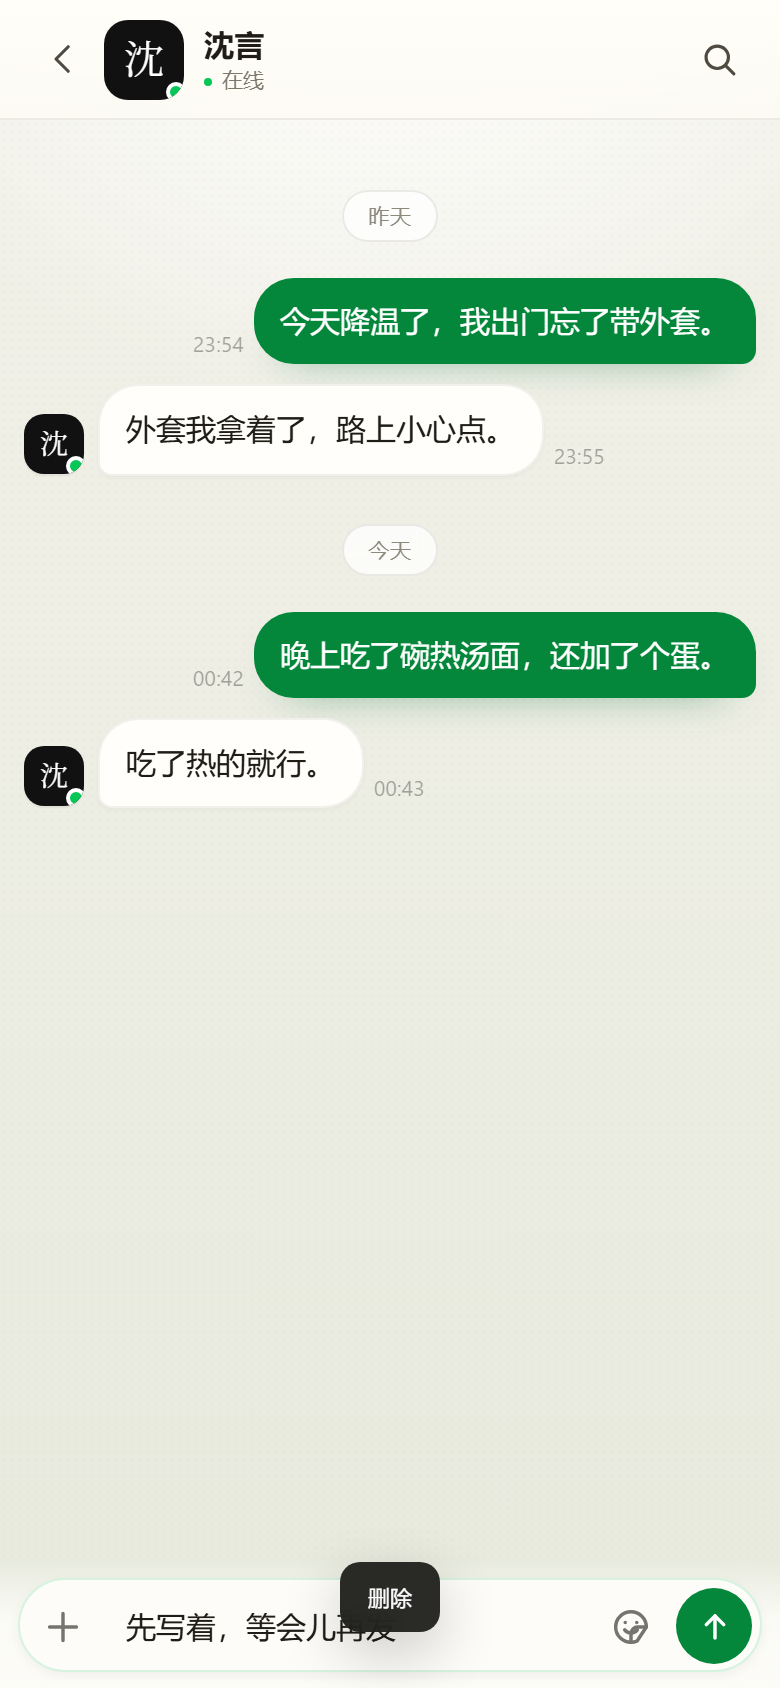 沈
沈言
在线
昨天
今天降温了，我出门忘了带外套。
23:54
沈
外套我拿着了，路上小心点。
23:55
今天
晚上吃了碗热汤面，还加了个蛋。
00:42
沈
吃了热的就行。
00:43
删除
先写着，等会儿再发